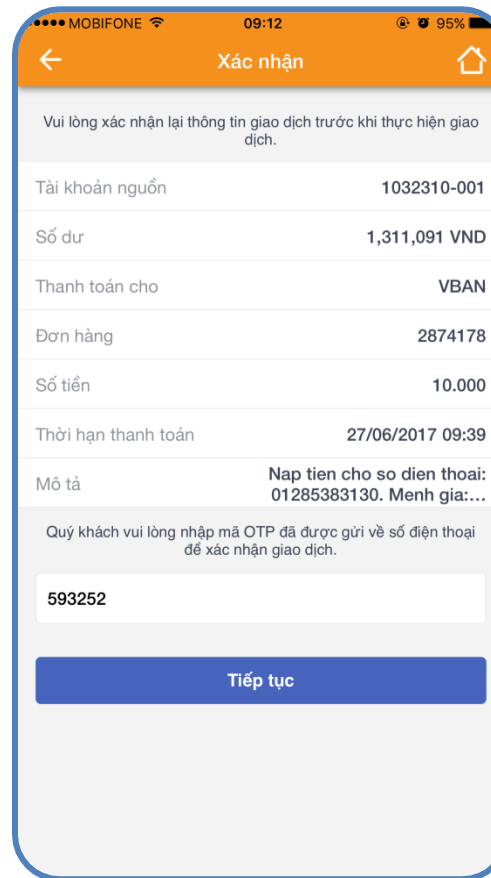 MOBIFONE 09:12 95%
Xác nhận
Vui lòng xác nhận lại thông tin giao dịch trước khi thực hiện giao
dịch.
Tài khoản nguồn 1032310-001
Số dư 1,311,091 VND
Thanh toán cho VBAN
Đơn hàng 2874178
Số tiền 10.000
Thời hạn thanh toán 27/06/2017 09:39
Mô tả Nap tien cho so dien thoai:
01285383130. Menh gia:...
Quý khách vui lòng nhập mã OTP đã được gửi về số điện thoại
để xác nhận giao dịch.
593252
Tiếp tục